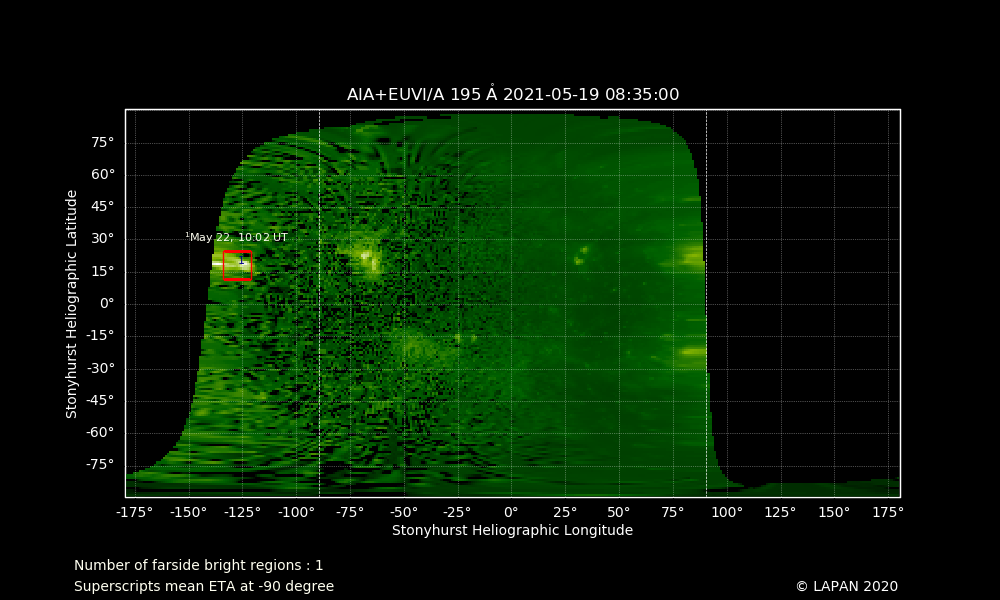 AIA+EUVI/A 195 Å 2021-05-19 08:35:00
75°
60°
45°
30°
15°
0°
-15°
-30°
-45°
-60°
-75°
Stonyhurst Heliographic Latitude
¹May 22, 10:02 UT
1
-175° -150° -125° -100° -75° -50° -25° 0° 25° 50° 75° 100° 125° 150° 175°
Stonyhurst Heliographic Longitude
Number of farside bright regions : 1
Superscripts mean ETA at -90 degree
© LAPAN 2020